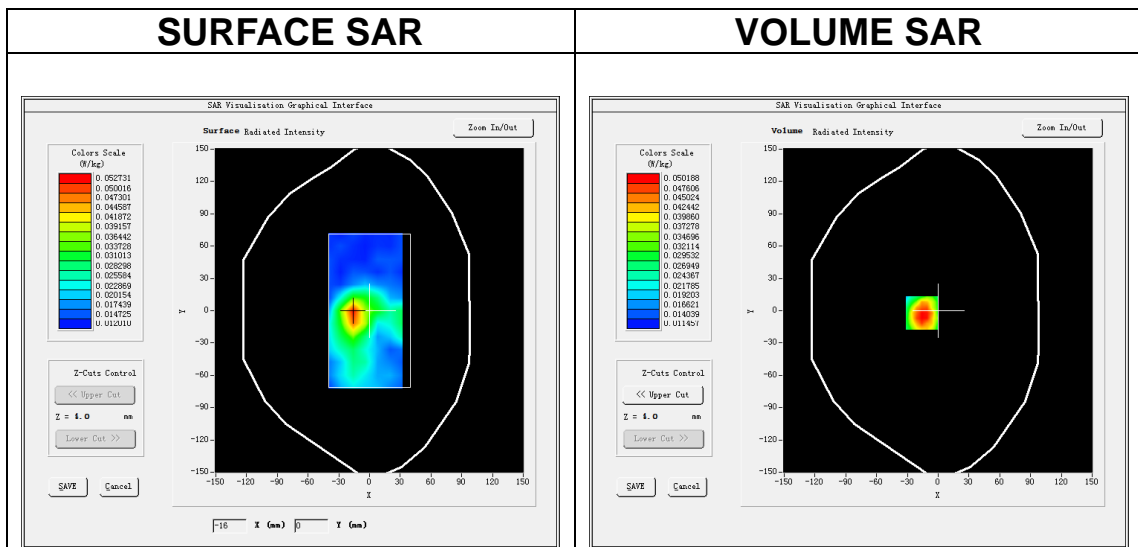 SURFACE SAR
VOLUME SAR
SAR Visualisation Graphical Interface
Surface Radiated Intensity
Zoom In/Out
Colors Scale
(W/kg)
0.052731
0.050016
0.047301
0.044587
0.041872
0.039157
0.036442
0.033728
0.031013
0.028298
0.025584
0.022869
0.020154
0.017439
0.014725
0.012010
Z-Cuts Control
<< Upper Cut
Z = 4.0 mm
Lower Cut >>
SAVE
Cancel
150
120
90
60
30
0
-30
-60
-90
-120
-150
Y
-150 -120 -90 -60 -30 0 30 60 90 120 150
X
-16 X (mm) 0 Y (mm)
SAR Visualisation Graphical Interface
Volume Radiated Intensity
Zoom In/Out
Colors Scale
(W/kg)
0.050188
0.047606
0.045024
0.042442
0.039860
0.037278
0.034696
0.032114
0.029532
0.026949
0.024367
0.021785
0.019203
0.016621
0.014039
0.011457
Z-Cuts Control
<< Upper Cut
Z = 4.0 mm
Lower Cut >>
SAVE
Cancel
150
120
90
60
30
0
-30
-60
-90
-120
-150
Y
-150 -120 -90 -60 -30 0 30 60 90 120 150
X